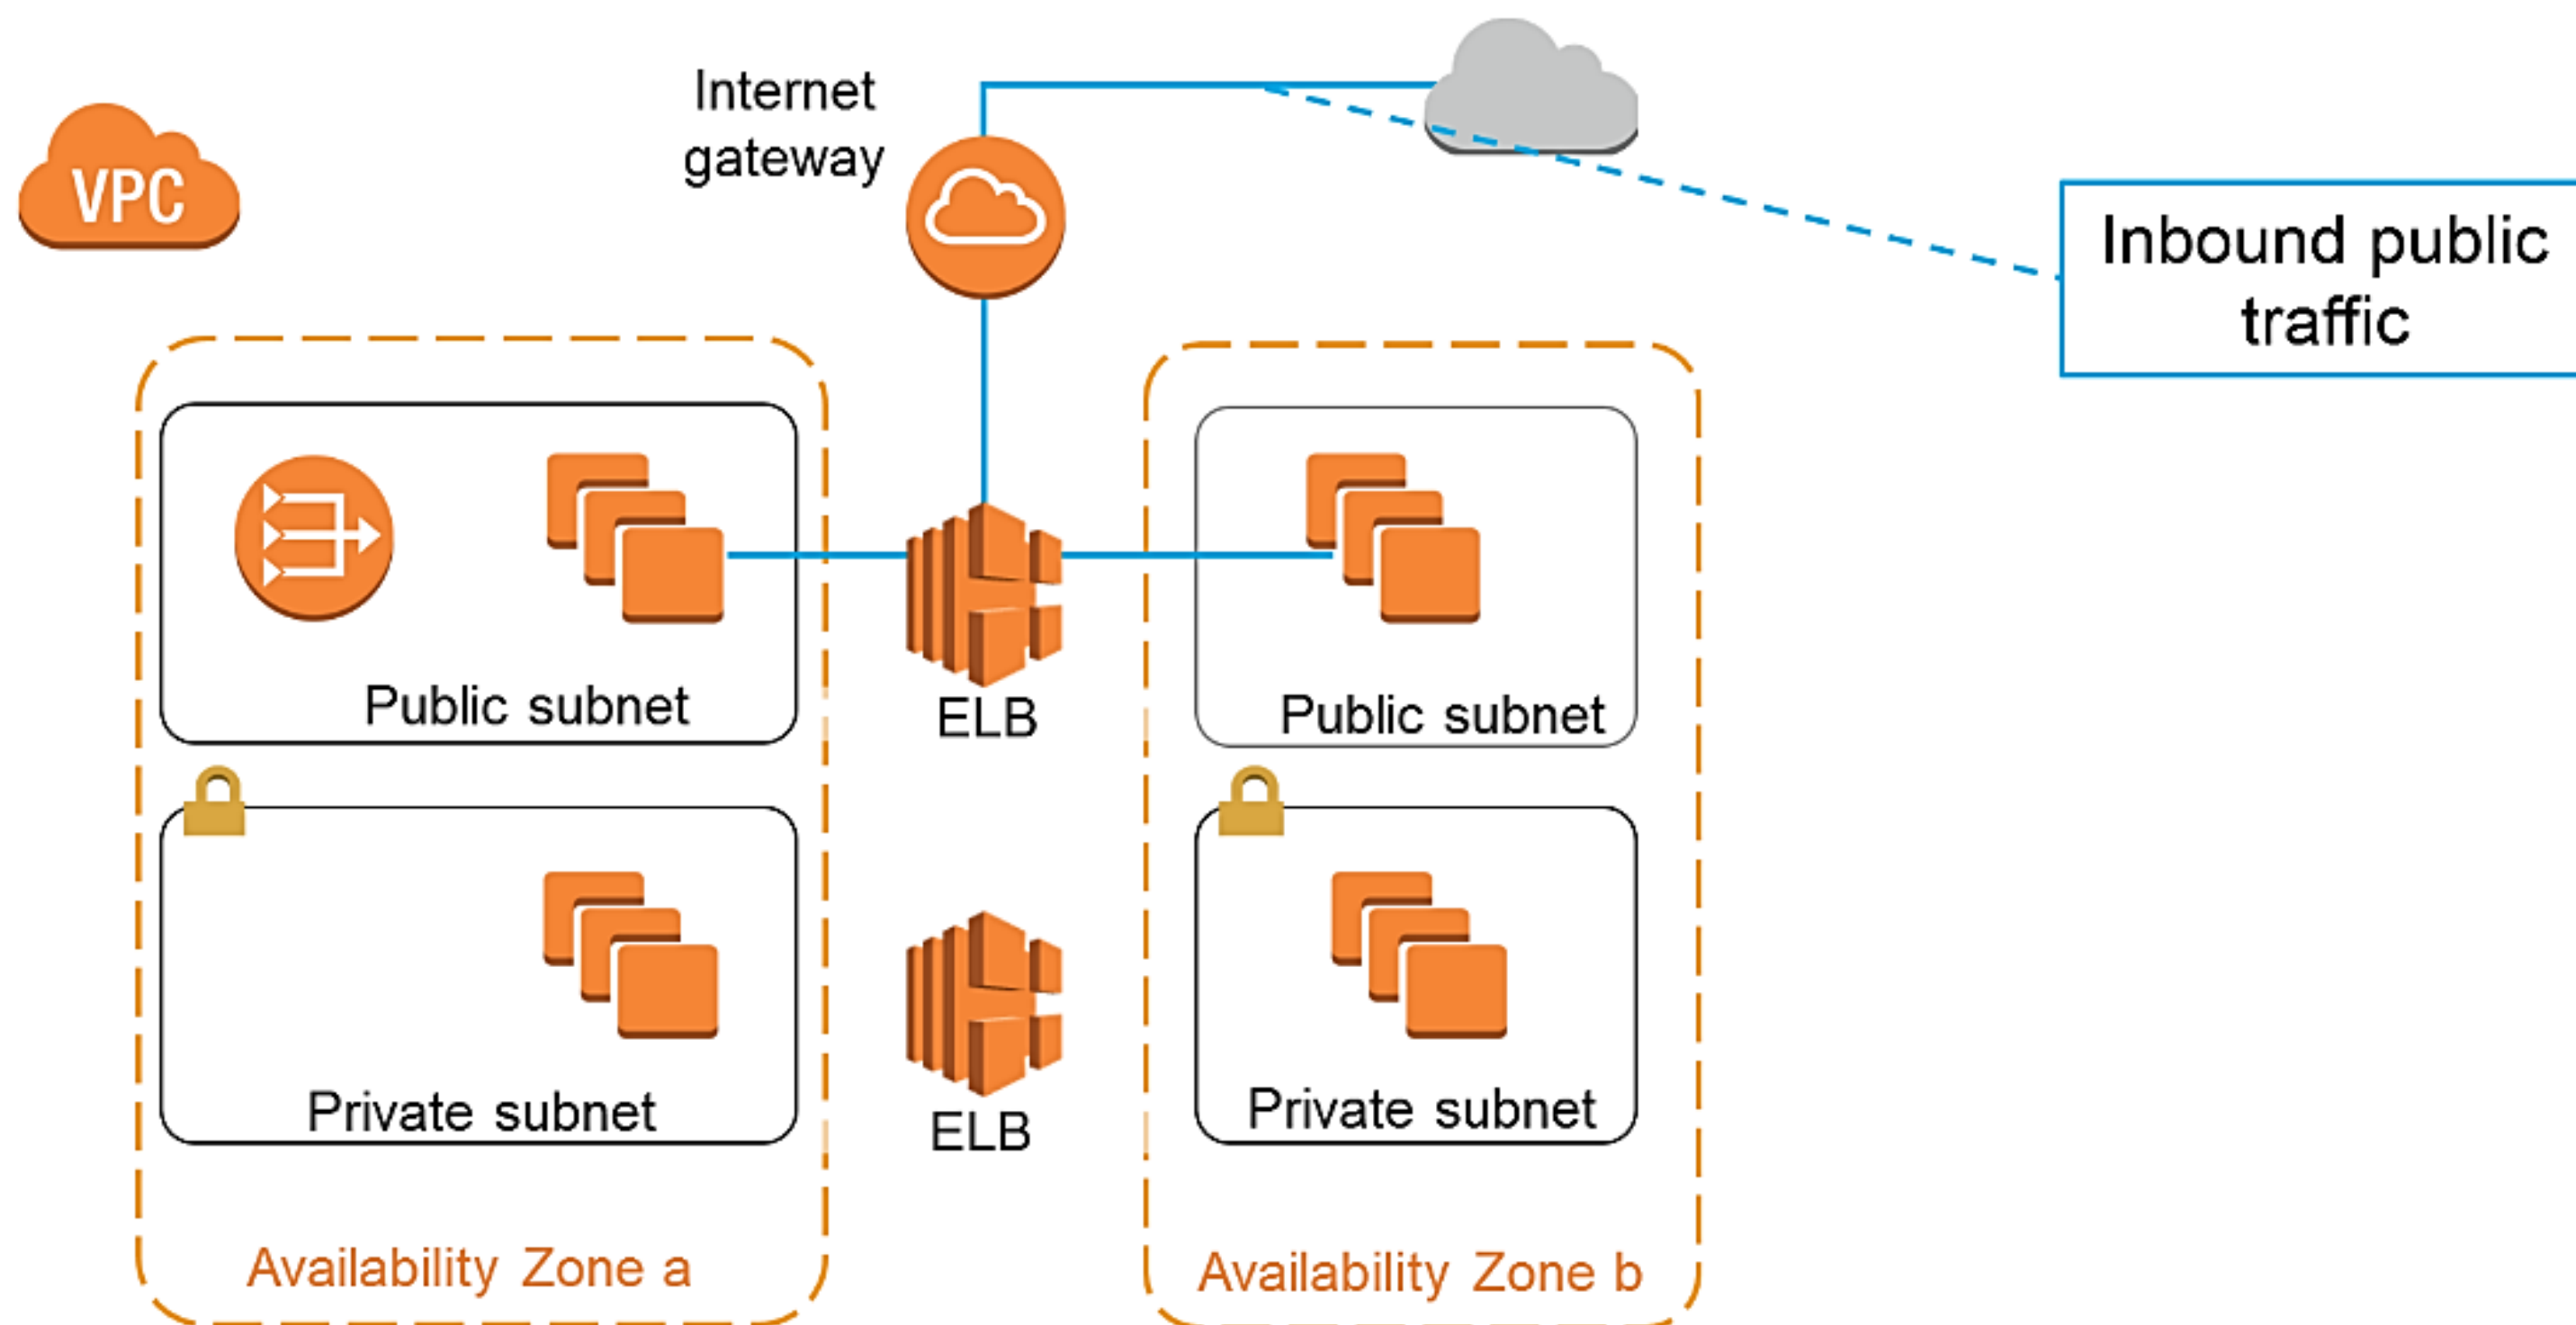 Internet
gateway
VPC
Inbound public
traffic
Public subnet
ELB
Public subnet
Private subnet
ELB
Private subnet
Availability Zone a
Availability Zone b